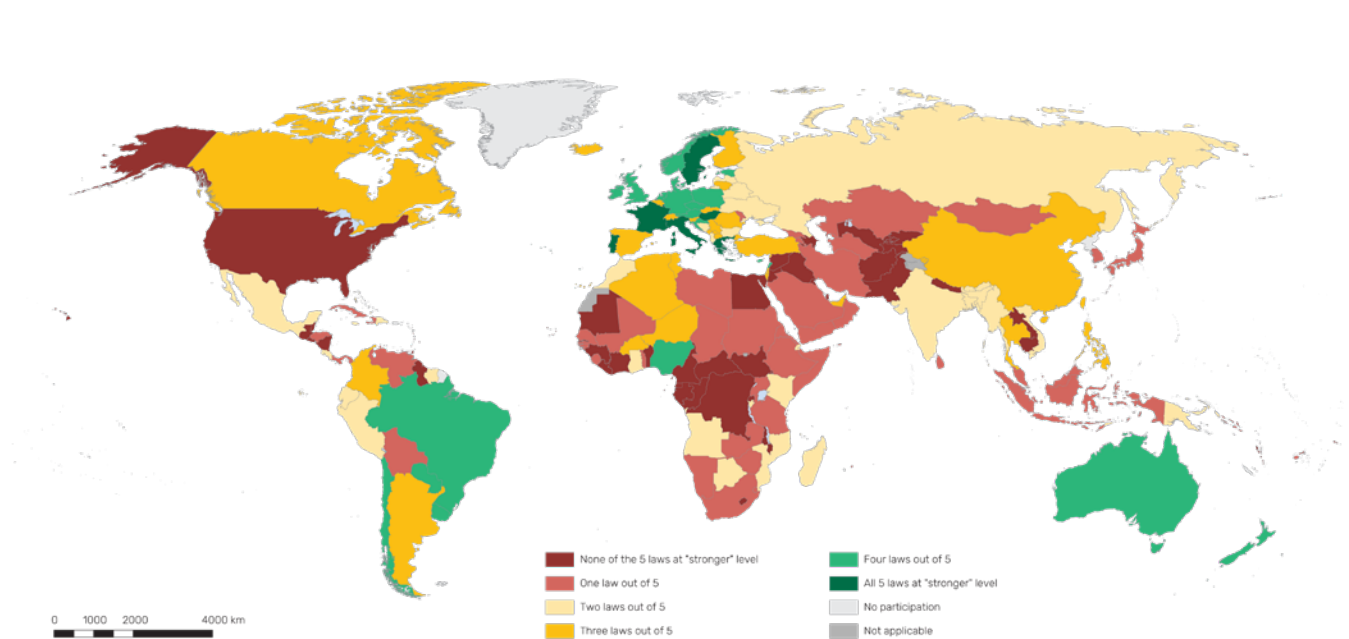 None of the 5 laws at "stronger" level
One law out of 5
Two laws out of 5
Three laws out of 5
Four laws out of 5
All 5 laws at "stronger" level
No participation
Not applicable
0 1000 2000 4000 km